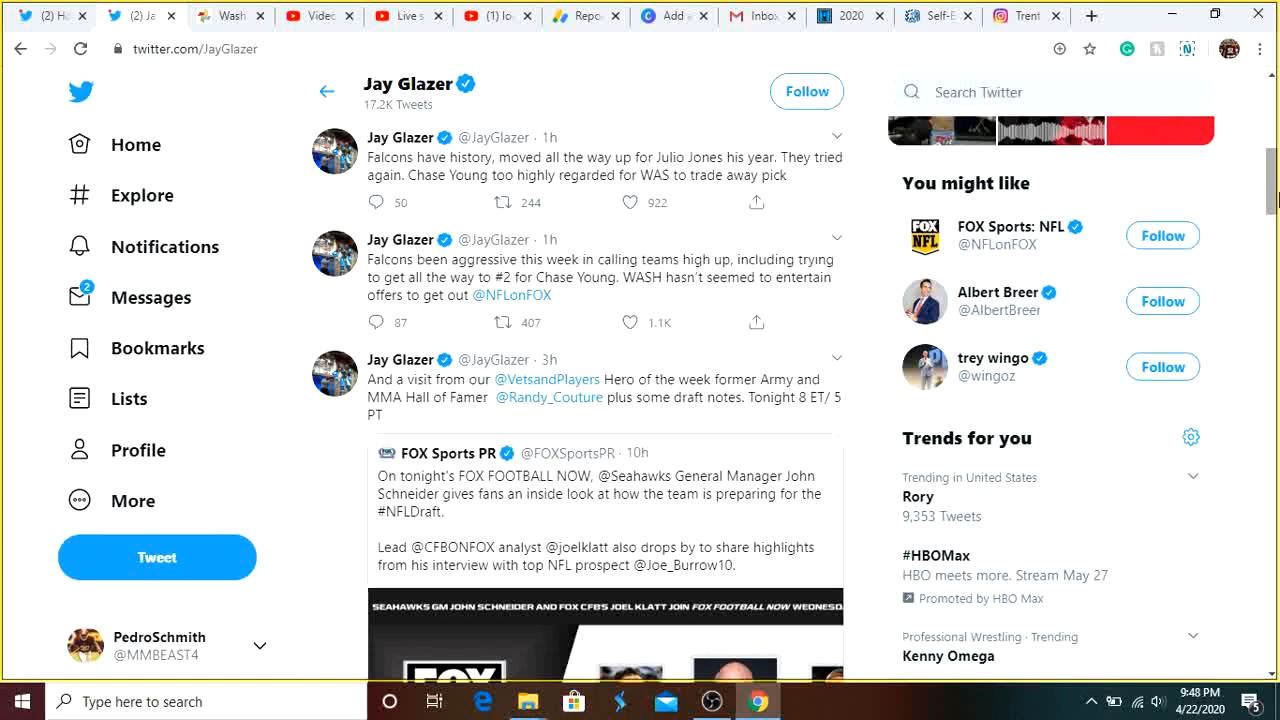 (2) H
(2) Ja
Wash
Video
Live s
(1) lo
Repo
Add
Inbox
2020
Self-E
Trent
twitter.com/JayGlazer
Jay Glazer
17.2K Tweets
Follow
Search Twitter
Home
Explore
Notifications
2
Messages
Bookmarks
Lists
Profile
More
Tweet
PedroSchmith
@MMBEAST4
Jay Glazer @JayGlazer · 1h
Falcons have history, moved all the way up for Julio Jones his year. They tried
again. Chase Young too highly regarded for WAS to trade away pick
50 244 922
Jay Glazer @JayGlazer · 1h
Falcons been aggressive this week in calling teams high up, including trying
to get all the way to #2 for Chase Young. WASH hasn't seemed to entertain
offers to get out @NFLonFOX
87 407 1.1K
Jay Glazer @JayGlazer · 3h
And a visit from our @VetsandPlayers Hero of the week former Army and
MMA Hall of Famer @Randy_Couture plus some draft notes. Tonight 8 ET/ 5
PT
FOX Sports PR @FOXSportsPR · 10h
On tonight's FOX FOOTBALL NOW, @Seahawks General Manager John
Schneider gives fans an inside look at how the team is preparing for the
#NFLDraft.
Lead @CFBONFOX analyst @joelklatt also drops by to share highlights
from his interview with top NFL prospect @Joe_Burrow10.
SEAHAWKS GM JOHN SCHNEIDER AND FOX CFB'S JOEL KLATT JOIN FOX FOOTBALL NOW WEDNESD
FOX
You might like
FOX NFL
FOX Sports: NFL
@NFLonFOX
Follow
Albert Breer
@AlbertBreer
Follow
trey wingo
@wingoz
Follow
Trends for you
Trending in United States
Rory
9,353 Tweets
#HBOMax
HBO meets more. Stream May 27
Promoted by HBO Max
Professional Wrestling · Trending
Kenny Omega
Type here to search
9:48 PM
4/22/2020
5